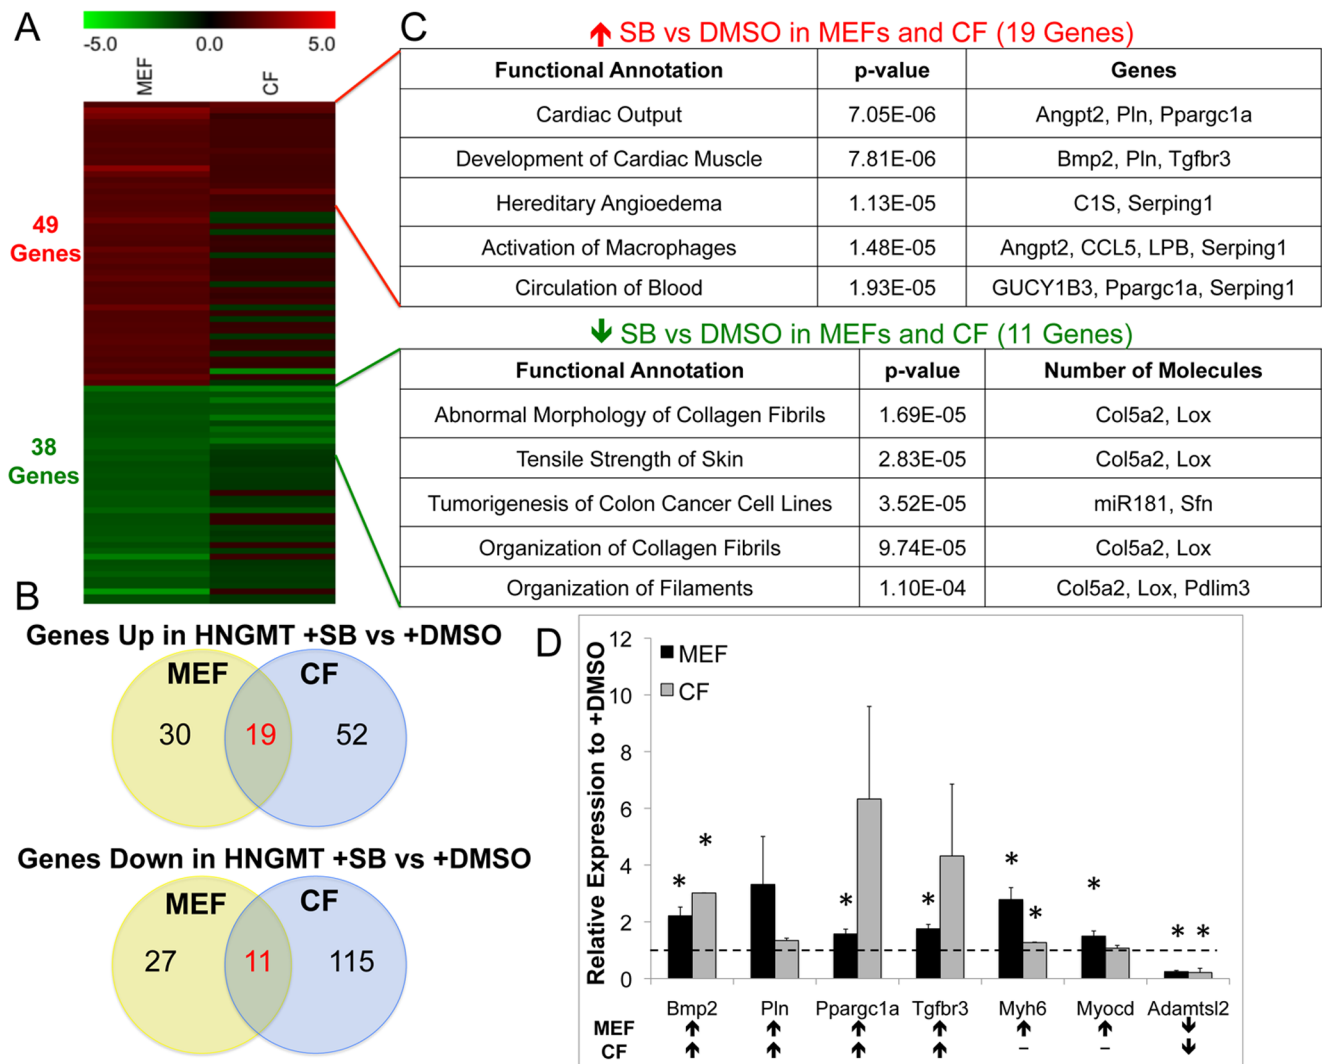 A
-5.0 0.0 5.0
MEF CF
49
Genes
38
Genes
C
↑ SB vs DMSO in MEFs and CF (19 Genes)
Functional Annotation p-value Genes
Cardiac Output 7.05E-06 Angpt2, Pln, Ppargc1a
Development of Cardiac Muscle 7.81E-06 Bmp2, Pln, Tgfbr3
Hereditary Angioedema 1.13E-05 C1S, Serping1
Activation of Macrophages 1.48E-05 Angpt2, CCL5, LPB, Serping1
Circulation of Blood 1.93E-05 GUCY1B3, Ppargc1a, Serping1
↓ SB vs DMSO in MEFs and CF (11 Genes)
Functional Annotation p-value Number of Molecules
Abnormal Morphology of Collagen Fibrils 1.69E-05 Col5a2, Lox
Tensile Strength of Skin 2.83E-05 Col5a2, Lox
Tumorigenesis of Colon Cancer Cell Lines 3.52E-05 miR181, Sfn
Organization of Collagen Fibrils 9.74E-05 Col5a2, Lox
Organization of Filaments 1.10E-04 Col5a2, Lox, Pdlim3
B
Genes Up in HNGMT +SB vs +DMSO
MEF CF
30 19 52
Genes Down in HNGMT +SB vs +DMSO
MEF CF
27 11 115
D
Relative Expression to +DMSO
12
10
8
6
4
2
0
MEF
CF
* * * * * * * * *
Bmp2 Pln Ppargc1a Tgfbr3 Myh6 Myocd Adamtsl2
MEF ↑ ↑ ↑ ↑ ↑ ↑ ↓
CF ↑ ↑ ↑ ↑ – – ↓